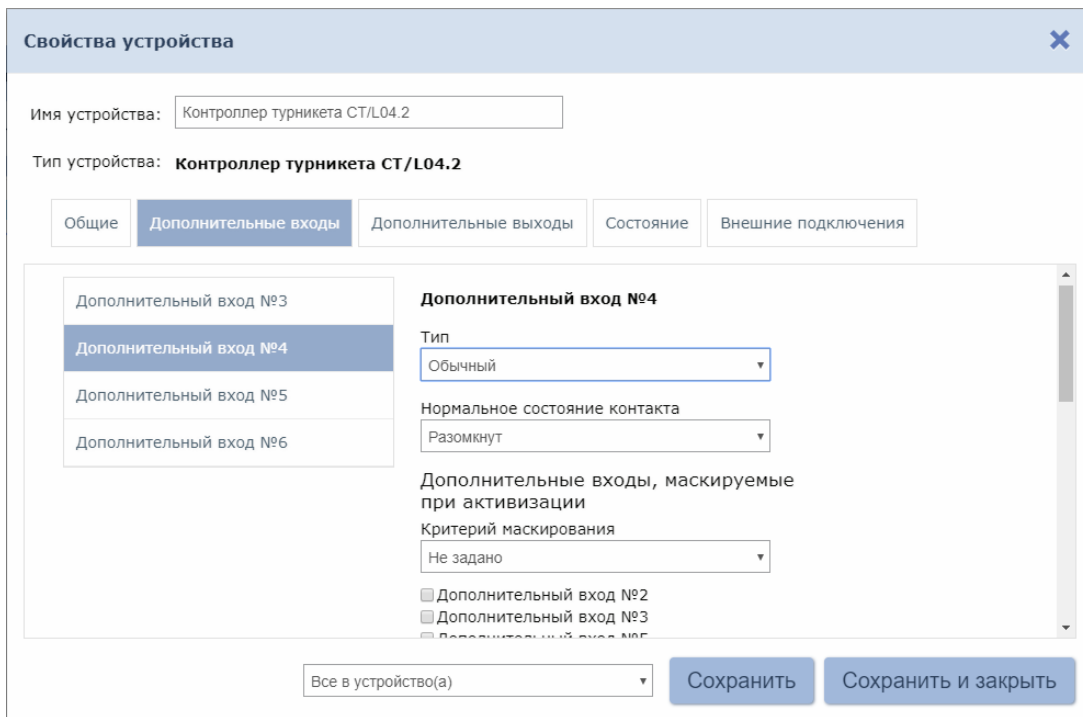 Свойства устройства
Имя устройства: Контроллер турникета CT/L04.2
Тип устройства: Контроллер турникета CT/L04.2
Общие Дополнительные входы Дополнительные выходы Состояние Внешние подключения
Дополнительный вход №3
Дополнительный вход №4
Дополнительный вход №5
Дополнительный вход №6
Дополнительный вход №4
Тип
Обычный
Нормальное состояние контакта
Разомкнут
Дополнительные входы, маскируемые
при активизации
Критерий маскирования
Не задано
Дополнительный вход №2
Дополнительный вход №3
Дополнительный вход №5
Все в устройство(а) Сохранить Сохранить и закрыть